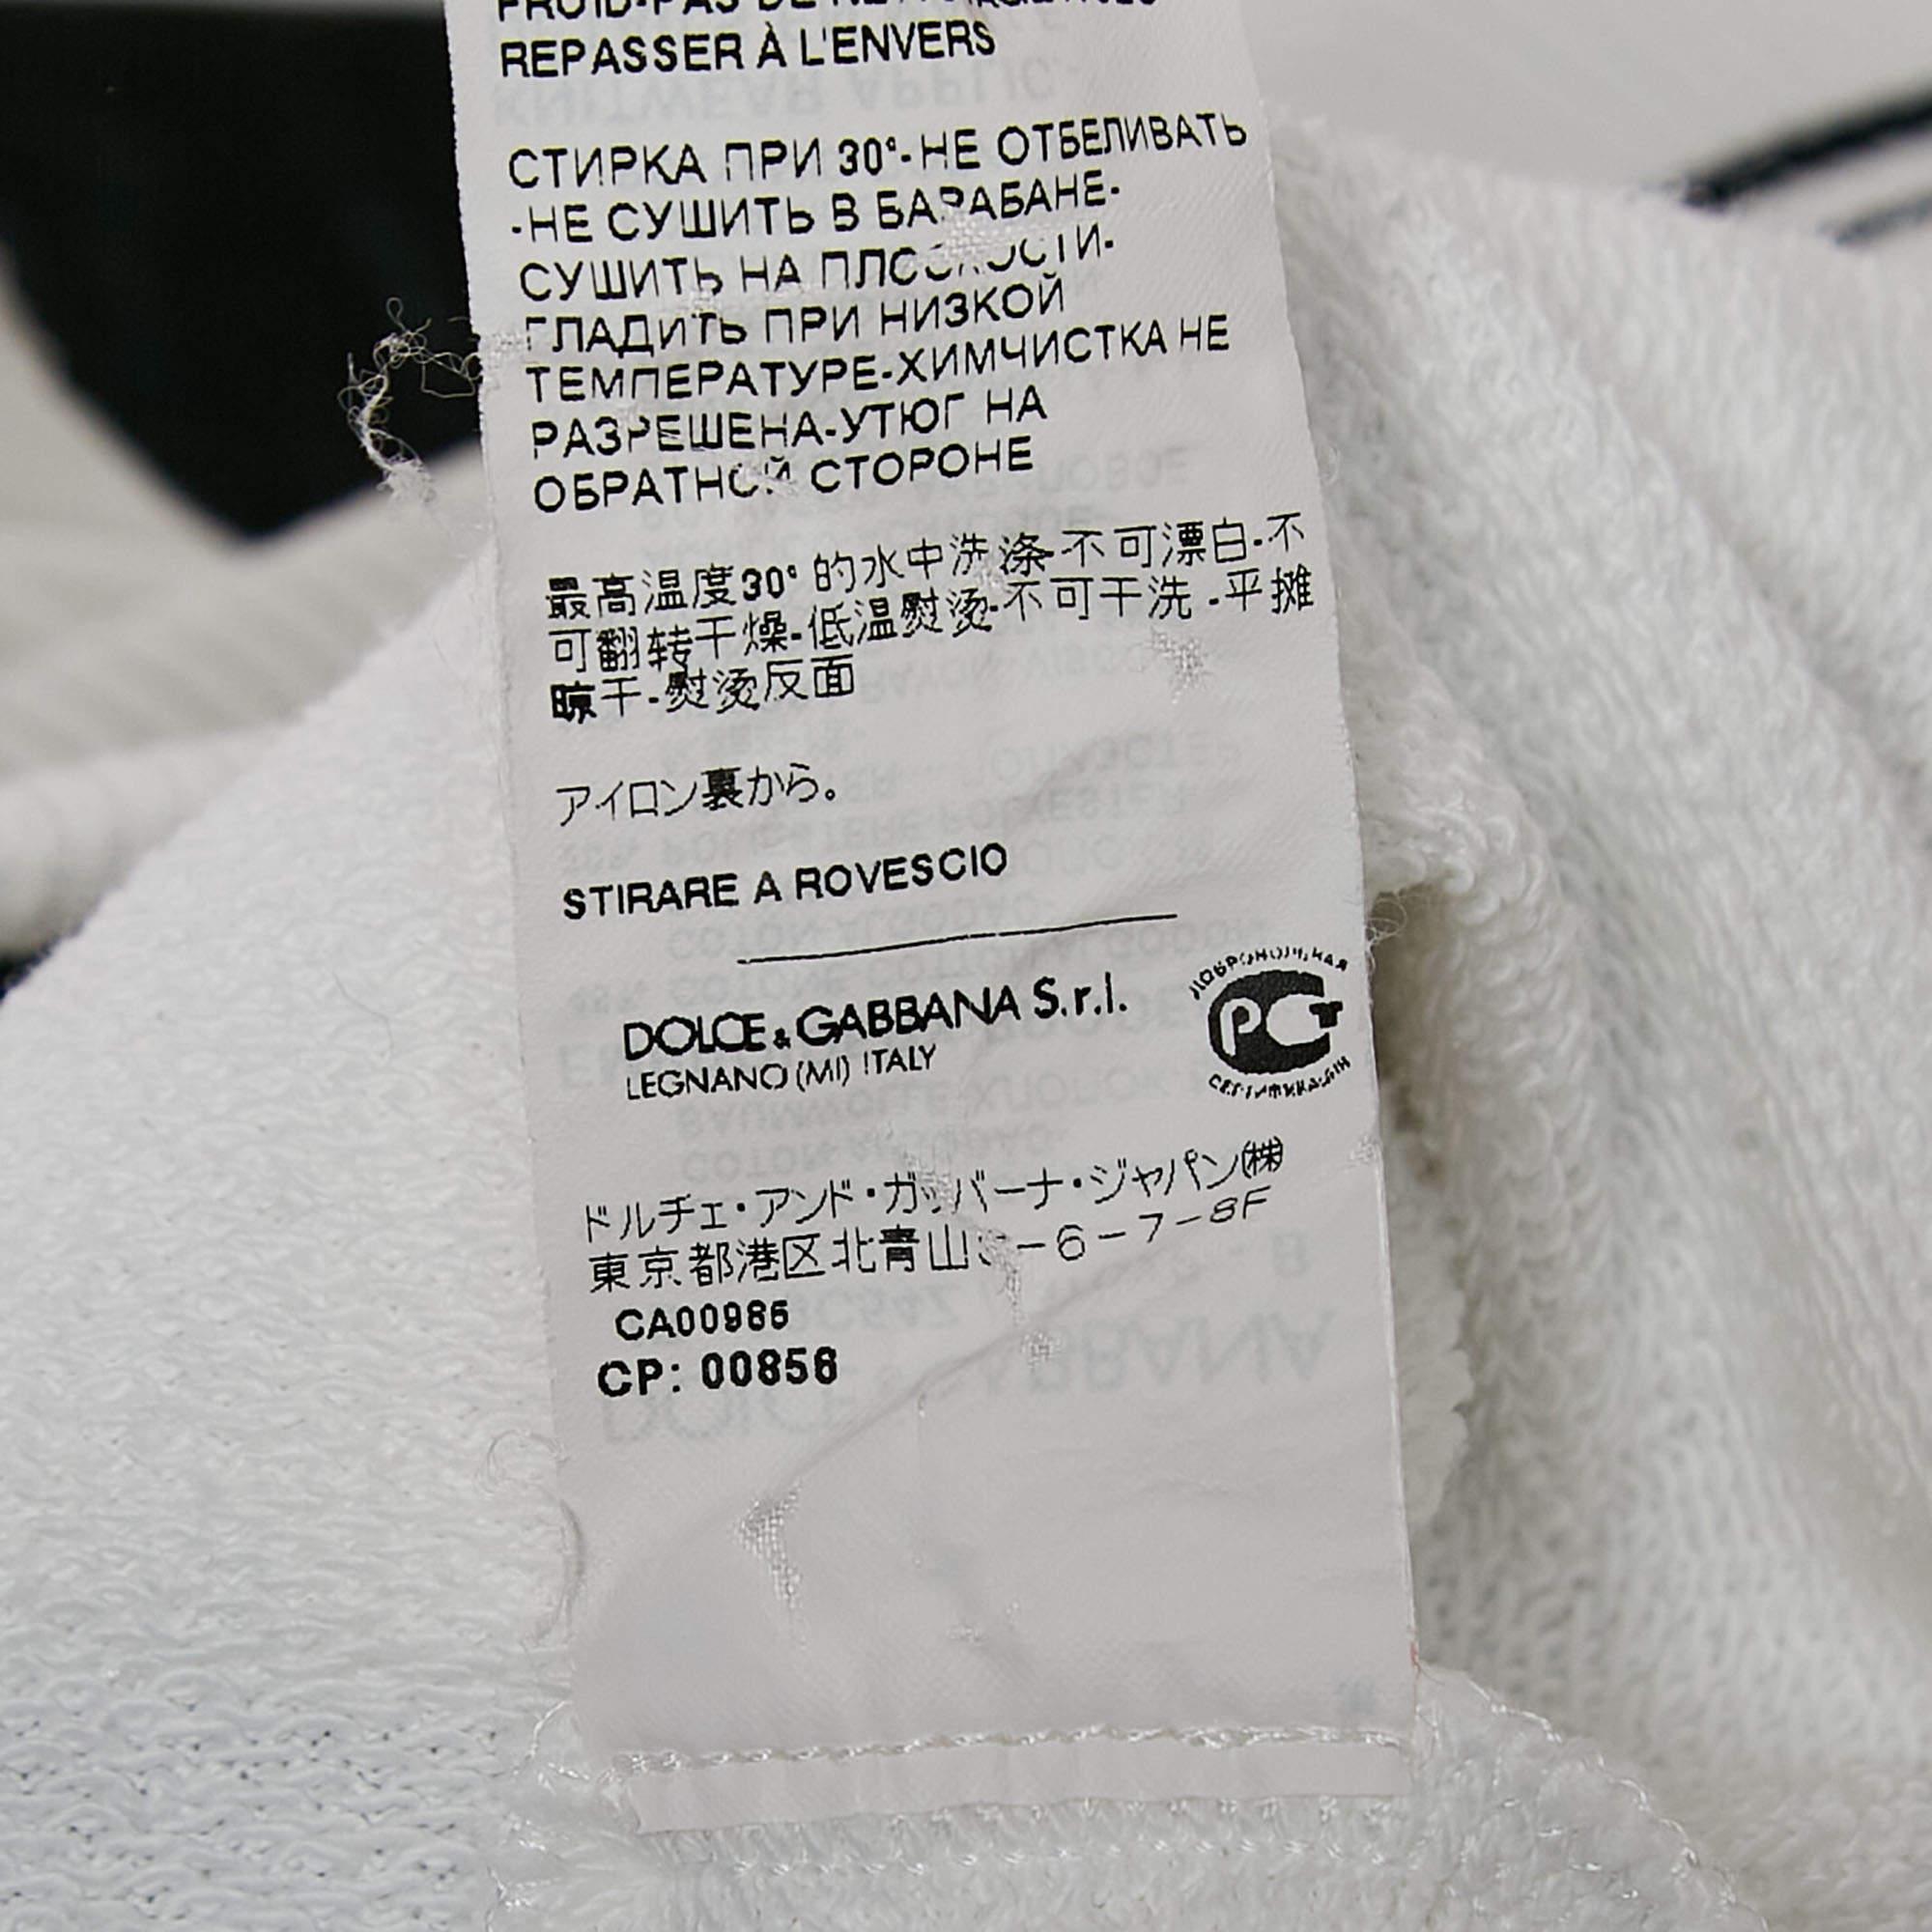 REPASSER À L'ENVERS
СТИРКА ПРИ 30°-НЕ ОТБЕЛИВАТЬ
-НЕ СУШИТЬ В БАРАБАНЕ-
СУШИТЬ НА ПЛОСКОСТИ-
ГЛАДИТЬ ПРИ НИЗКОЙ
ТЕМПЕРАТУРЕ-ХИМЧИСТКА НЕ
РАЗРЕШЕНА-УТЮГ НА
ОБРАТНОЙ СТОРОНЕ
最高温度30°的水中洗涤-不可漂白-不
可翻转干燥-低温熨烫-不可干洗-平摊
晾干-熨烫反面
アイロン裏から。
STIRARE A ROVESCIO
DOLCE & GABBANA S.r.l.
LEGNANO (MI) ITALY
ДОБРОВОЛЬНАЯ
РСТ
СЕРТИФИКАЦИЯ
ドルチェ・アンド・ガッバーナ・ジャパン㈱
東京都港区北青山 -6-7-8F
CA00986
CP: 00856